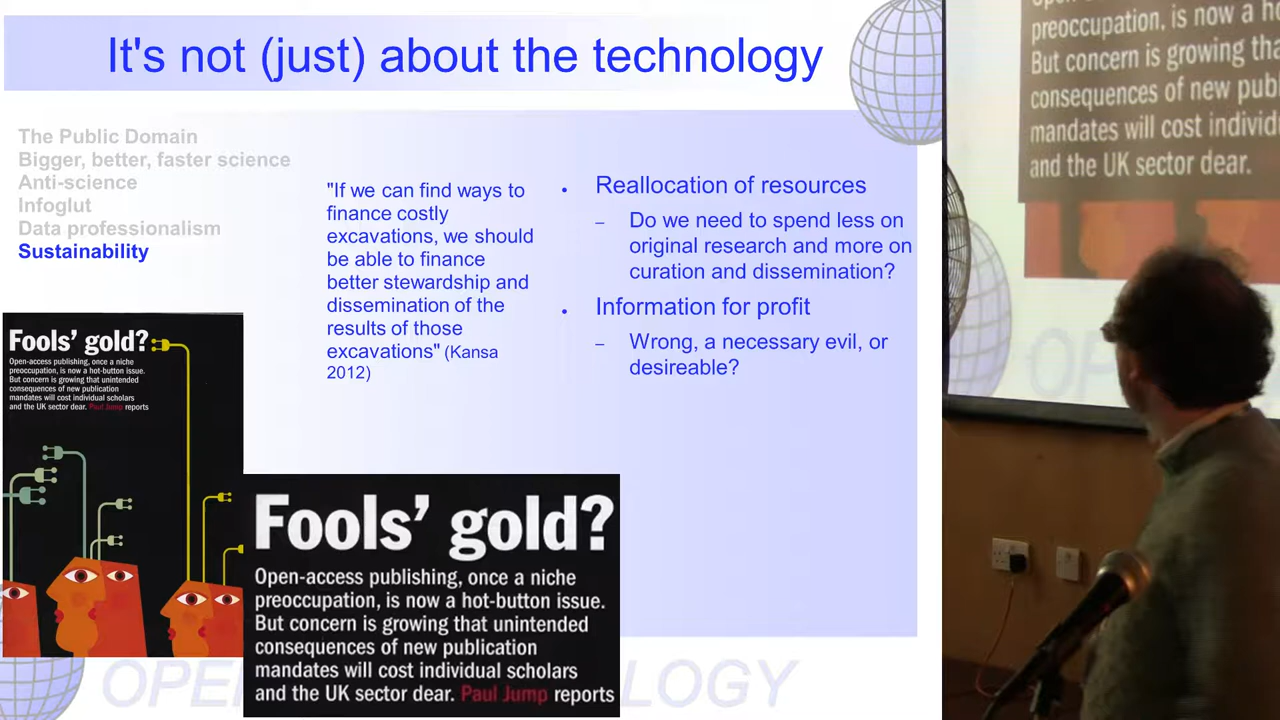 It's not (just) about the technology
The Public Domain
Bigger, better, faster science
Anti-science
Infoglut
Data professionalism
Sustainability
"If we can find ways to
finance costly
excavations, we should
be able to finance
better stewardship and
dissemination of the
results of those
excavations" (Kansa
2012)
• Reallocation of resources
– Do we need to spend less on
original research and more on
curation and dissemination?
• Information for profit
– Wrong, a necessary evil, or
desireable?
Fools' gold?
Open-access publishing, once a niche
preoccupation, is now a hot-button issue.
But concern is growing that unintended
consequences of new publication
mandates will cost individual scholars
and the UK sector dear. Paul Jump reports
Fools' gold?
Open-access publishing, once a niche
preoccupation, is now a hot-button issue.
But concern is growing that unintended
consequences of new publication
mandates will cost individual scholars
and the UK sector dear. Paul Jump reports
OPE LOGY
preoccupation, is now a
But concern is growing
consequences of new
mandates will cost
and the UK sector dear.
OP